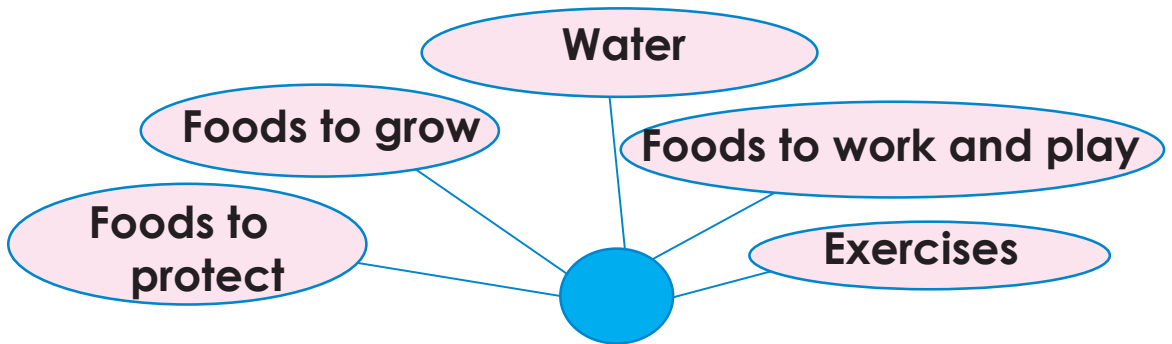 Water
Foods to grow
Foods to work and play
Foods to
protect
Exercises